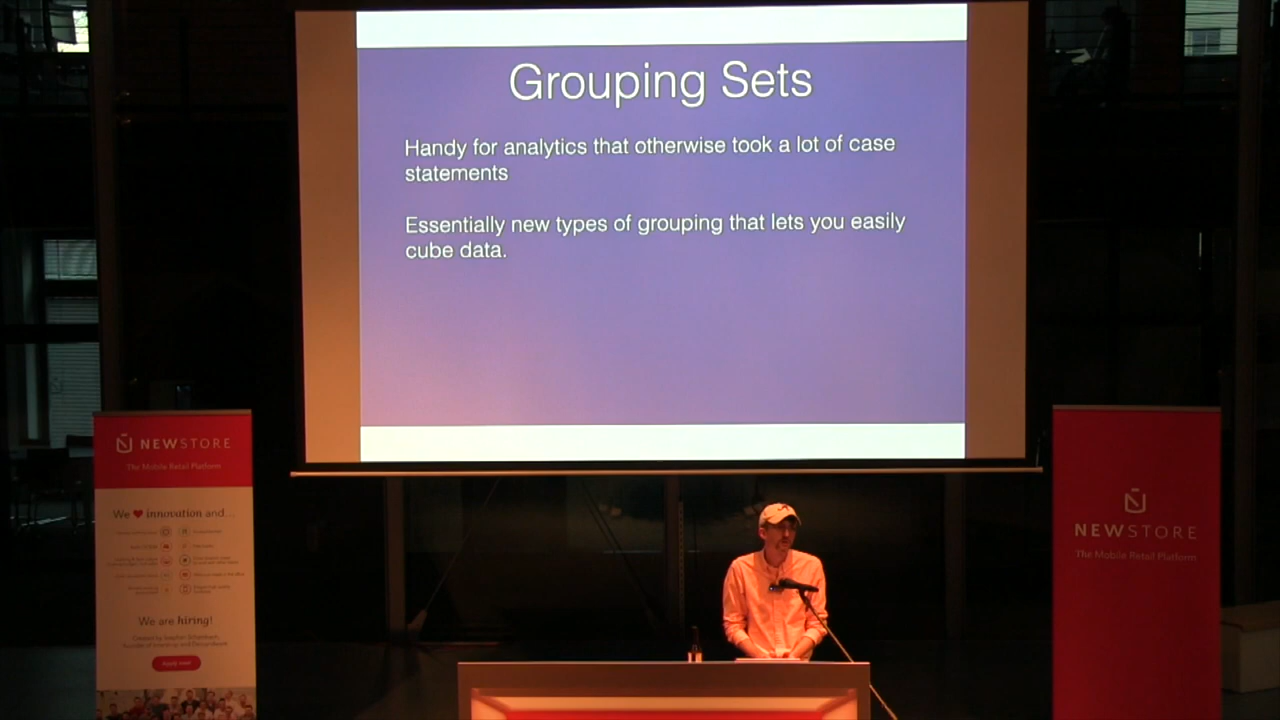 Grouping Sets
Handy for analytics that otherwise took a lot of case
statements
Essentially new types of grouping that lets you easily
cube data.
NEWSTORE
The Mobile Retail Platform
We ❤ innovation and...
We are hiring!
Apply now
NEWSTORE
The Mobile Retail Platform